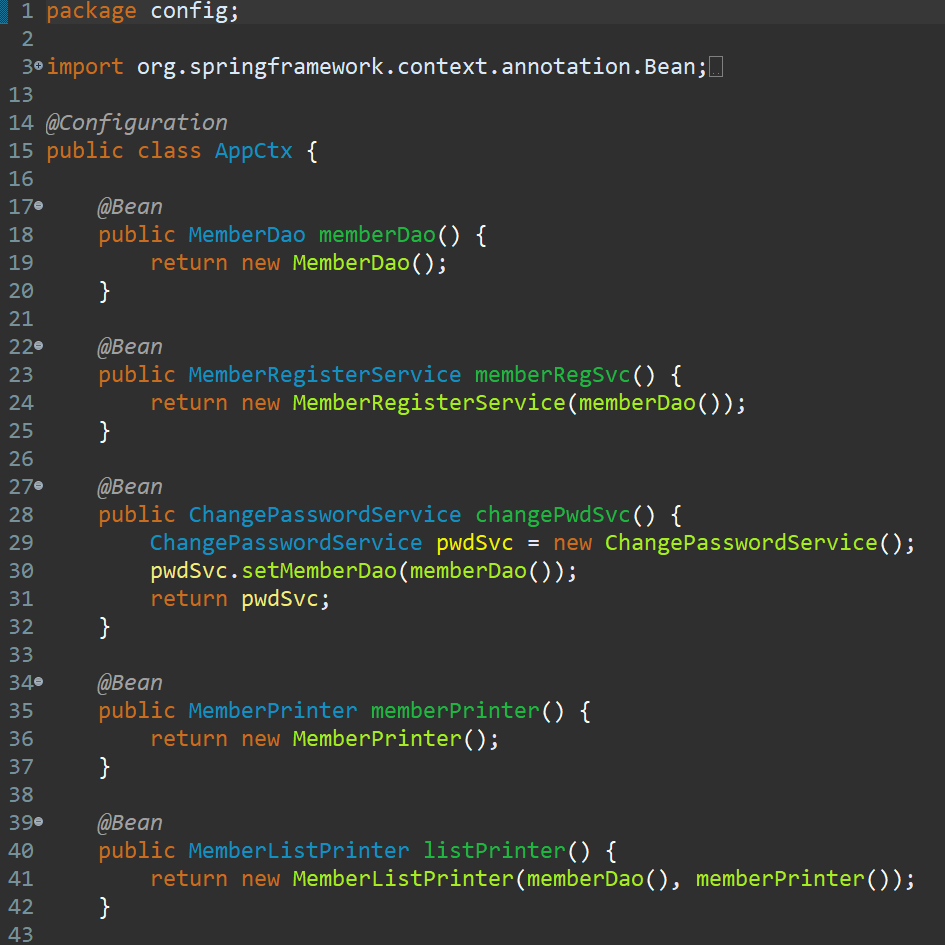 1 package config;
2
3 import org.springframework.context.annotation.Bean;
13
14 @Configuration
15 public class AppCtx {
16
17     @Bean
18     public MemberDao memberDao() {
19         return new MemberDao();
20     }
21
22     @Bean
23     public MemberRegisterService memberRegSvc() {
24         return new MemberRegisterService(memberDao());
25     }
26
27     @Bean
28     public ChangePasswordService changePwdSvc() {
29         ChangePasswordService pwdSvc = new ChangePasswordService();
30         pwdSvc.setMemberDao(memberDao());
31         return pwdSvc;
32     }
33
34     @Bean
35     public MemberPrinter memberPrinter() {
36         return new MemberPrinter();
37     }
38
39     @Bean
40     public MemberListPrinter listPrinter() {
41         return new MemberListPrinter(memberDao(), memberPrinter());
42     }
43